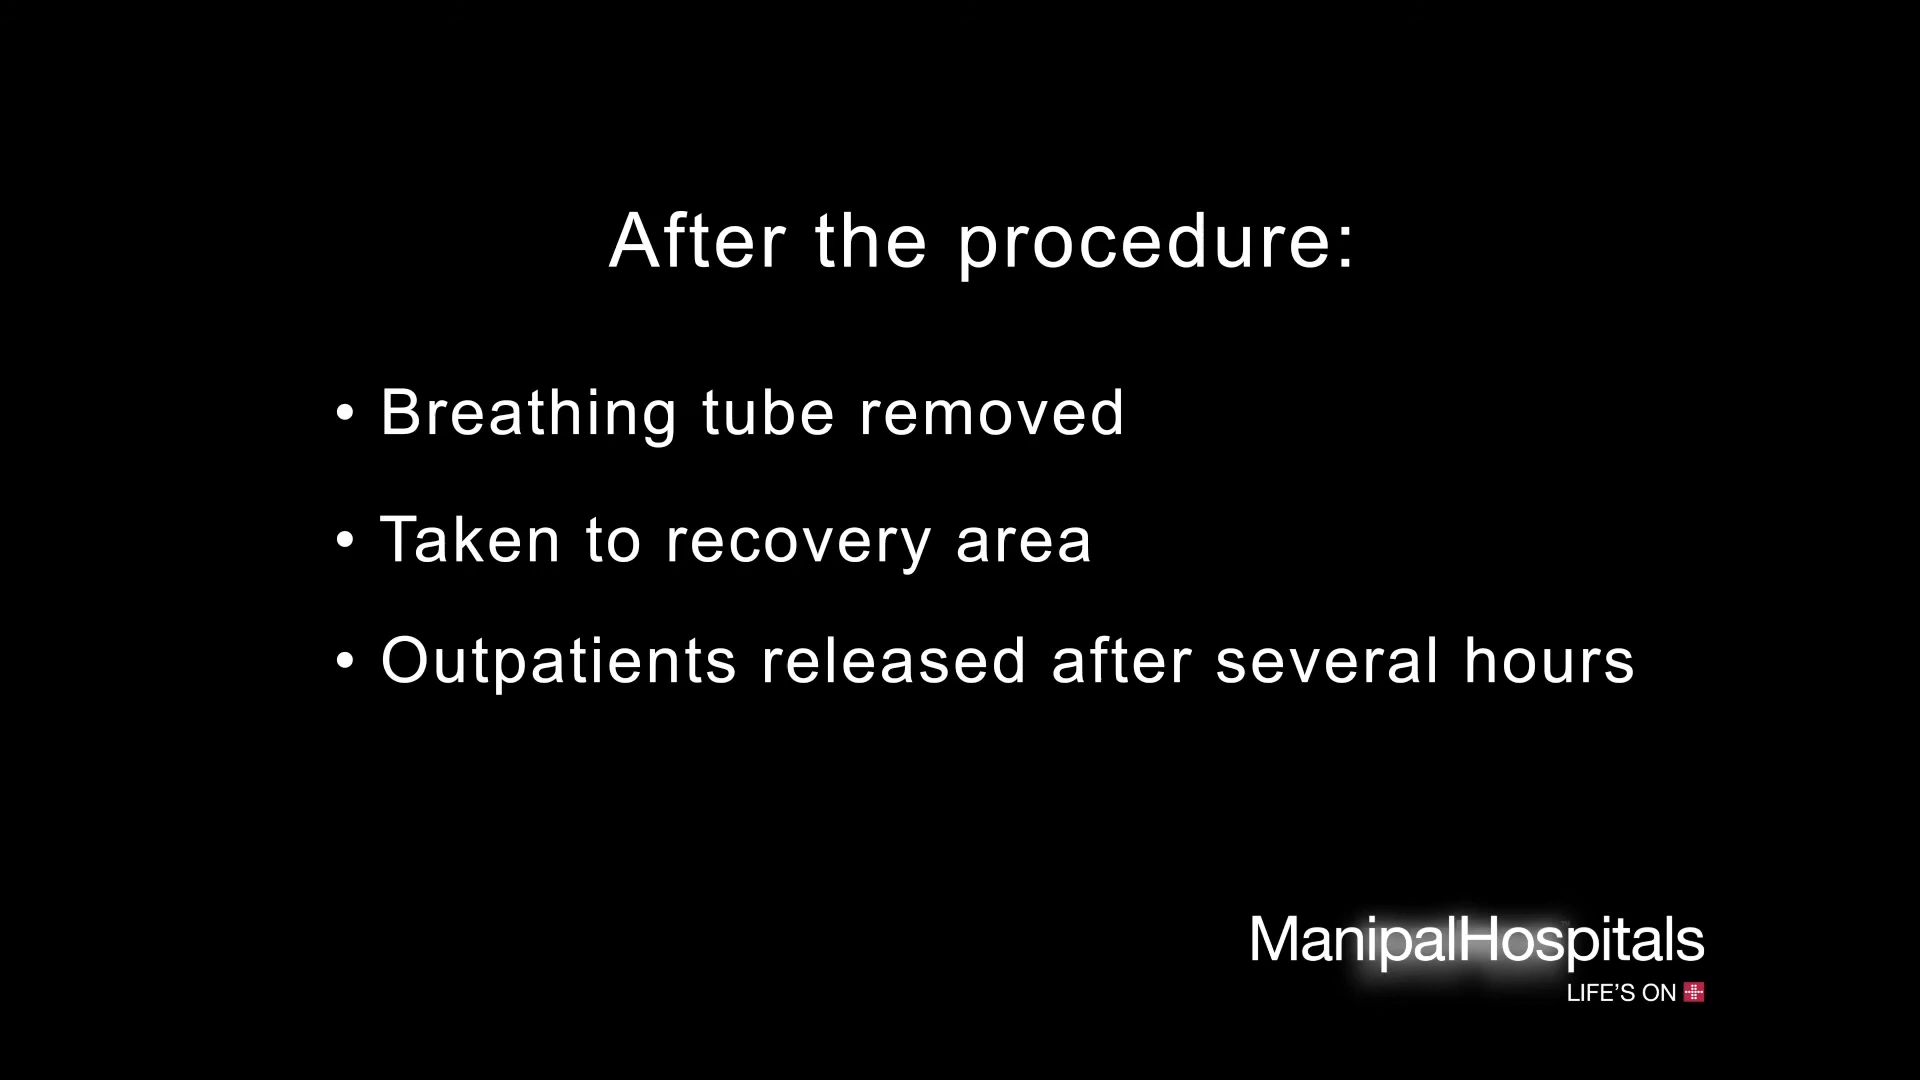 After the procedure:
• Breathing tube removed
• Taken to recovery area
• Outpatients released after several hours
ManipalHospitals
LIFE'S ON